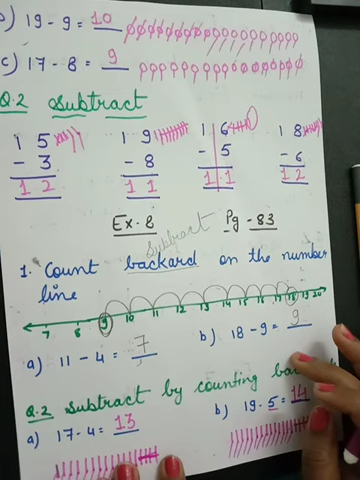 b) 19 - 9 = 10
c) 17 - 8 = 9
Q.2 Subtract
1 5 1 9 1 6 1 8
- 3 - 8 - 5 - 6
1 2 1 1 1 1 1 2
Ex. 8 Subtract Pg - 83
1. Count backard on the number
line
7 8 9 10 11 12 13 14 15 16 17 18 19 20
a) 11 - 4 = 7 b) 18 - 9 = 9
Q.2 Subtract by counting
a) 17 - 4 = 13 b) 19 - 5 = 14